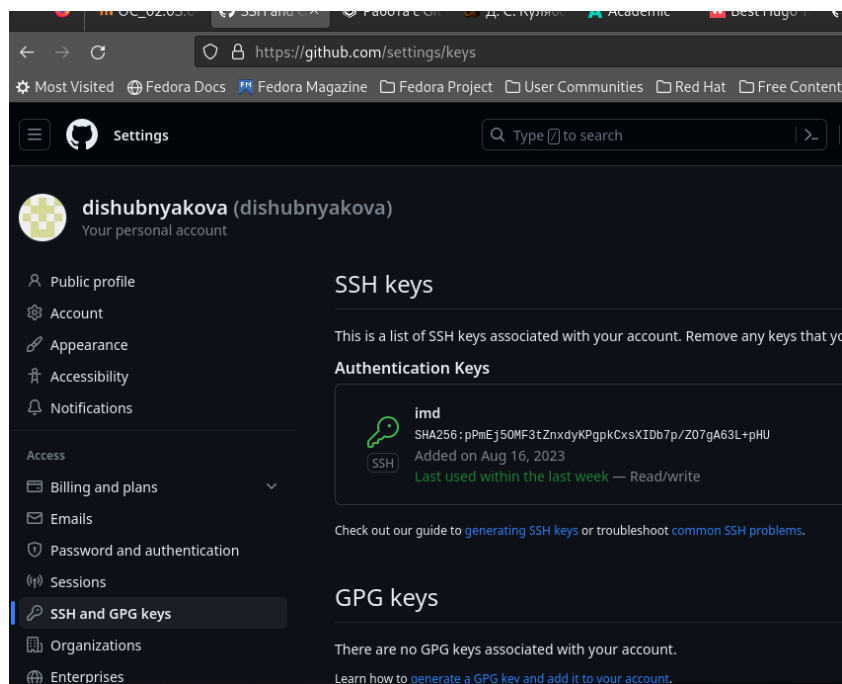 https://github.com/settings/keys
Most Visited Fedora Docs Fedora Magazine Fedora Project User Communities Red Hat Free Content
Settings
Type / to search
dishubnyakova (dishubnyakova)
Your personal account
Public profile
Account
Appearance
Accessibility
Notifications
Access
Billing and plans
Emails
Password and authentication
Sessions
SSH and GPG keys
Organizations
Enterprises
SSH keys
This is a list of SSH keys associated with your account. Remove any keys that
Authentication Keys
imd
SHA256:pPmEj5OMF3tZnxdyKPgpkCxsXIDb7p/ZO7gA63L+pHU
SSH
Added on Aug 16, 2023
Last used within the last week — Read/write
Check out our guide to generating SSH keys or troubleshoot common SSH problems.
GPG keys
There are no GPG keys associated with your account.
Learn how to generate a GPG key and add it to your account.